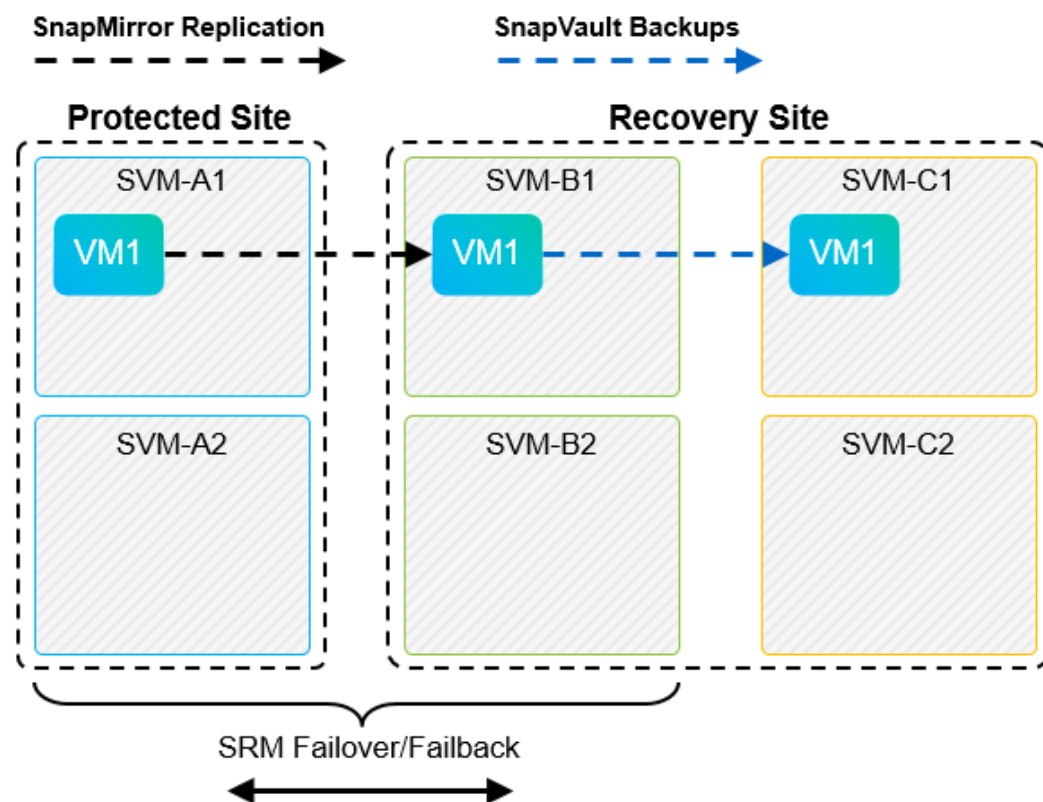 SnapMirror Replication
SnapVault Backups
Protected Site
Recovery Site
SVM-A1
SVM-B1
SVM-C1
VM1
VM1
VM1
SVM-A2
SVM-B2
SVM-C2
SRM Failover/Failback